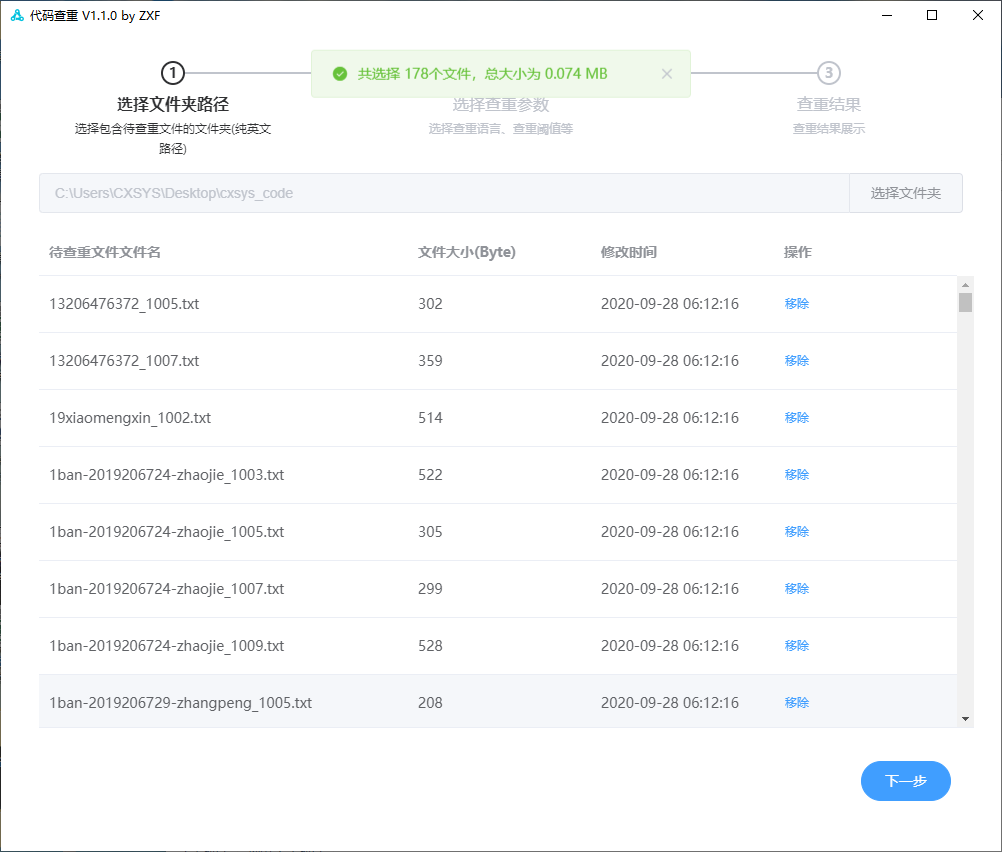 代码查重 V1.1.0 by ZXF
共选择 178个文件，总大小为 0.074 MB
1
3
选择文件夹路径
选择查重参数
查重结果
选择包含待查重文件的文件夹(纯英文
路径)
选择查重语言、查重阈值等
查重结果展示
C:\Users\CXSYS\Desktop\cxsys_code
选择文件夹
待查重文件文件名 文件大小(Byte) 修改时间 操作
13206476372_1005.txt 302 2020-09-28 06:12:16 移除
13206476372_1007.txt 359 2020-09-28 06:12:16 移除
19xiaomengxin_1002.txt 514 2020-09-28 06:12:16 移除
1ban-2019206724-zhaojie_1003.txt 522 2020-09-28 06:12:16 移除
1ban-2019206724-zhaojie_1005.txt 305 2020-09-28 06:12:16 移除
1ban-2019206724-zhaojie_1007.txt 299 2020-09-28 06:12:16 移除
1ban-2019206724-zhaojie_1009.txt 528 2020-09-28 06:12:16 移除
1ban-2019206729-zhangpeng_1005.txt 208 2020-09-28 06:12:16 移除
下一步